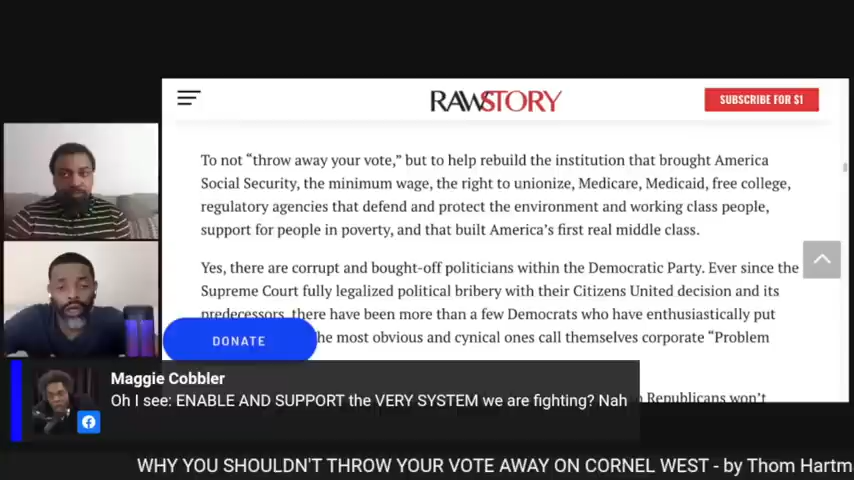 RAWSTORY
SUBSCRIBE FOR $1
To not “throw away your vote,” but to help rebuild the institution that brought America
Social Security, the minimum wage, the right to unionize, Medicare, Medicaid, free college,
regulatory agencies that defend and protect the environment and working class people,
support for people in poverty, and that built America’s first real middle class.
Yes, there are corrupt and bought-off politicians within the Democratic Party. Ever since the
Supreme Court fully legalized political bribery with their Citizens United decision and its
predecessors, there have been more than a few Democrats who have enthusiastically put
he most obvious and cynical ones call themselves corporate “Problem
DONATE
Republicans won’t
Maggie Cobbler
Oh I see: ENABLE AND SUPPORT the VERY SYSTEM we are fighting? Nah
WHY YOU SHOULDN'T THROW YOUR VOTE AWAY ON CORNEL WEST - by Thom Hartm